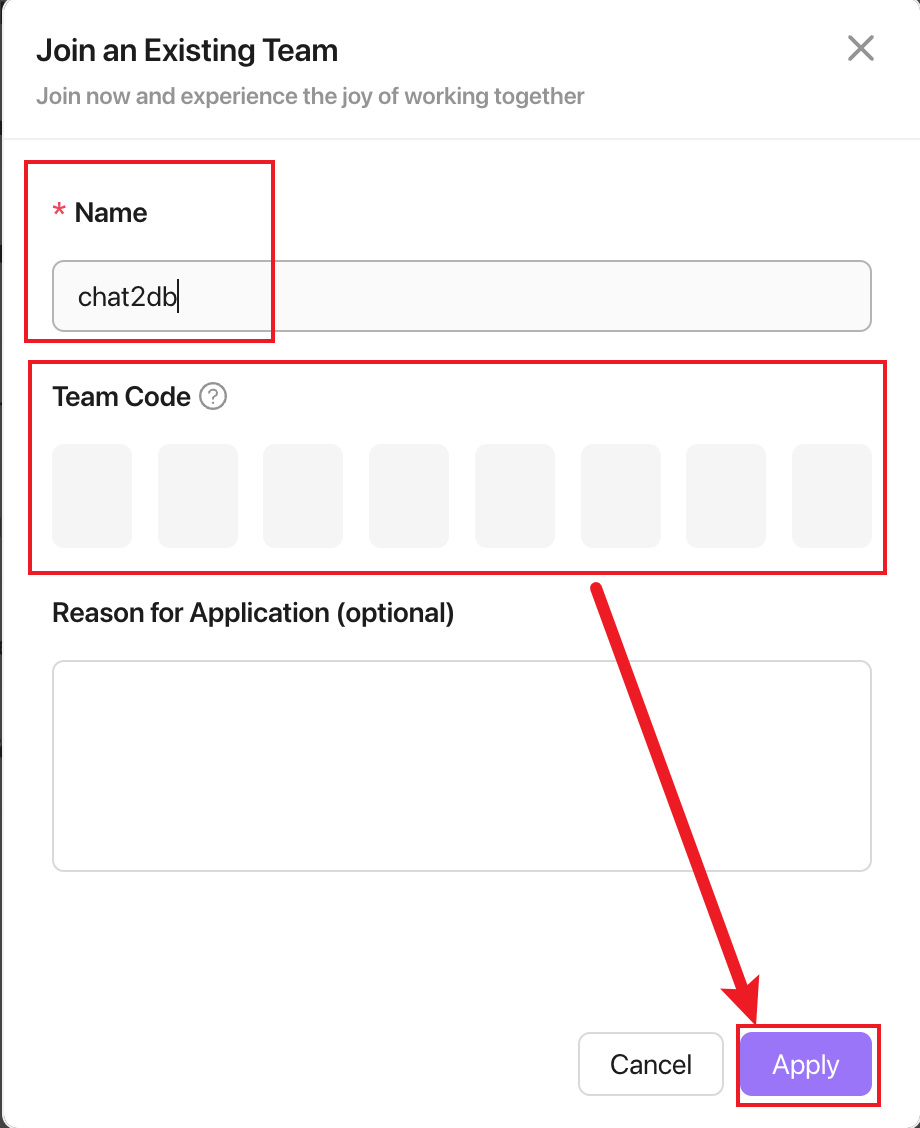 Join an Existing Team
Join now and experience the joy of working together
* Name
chat2db
Team Code ?
Reason for Application (optional)
Cancel
Apply